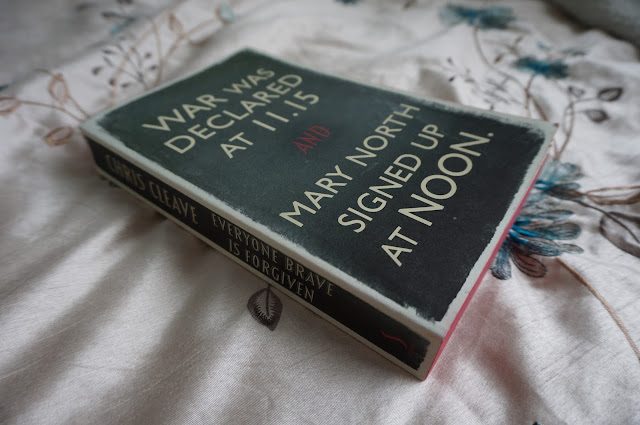 WAR WAS
DECLARED
AT 11.15
AND
MARY NORTH
SIGNED UP
AT NOON.
CHRIS CLEAVE
EVERYONE BRAVE
IS FORGIVEN